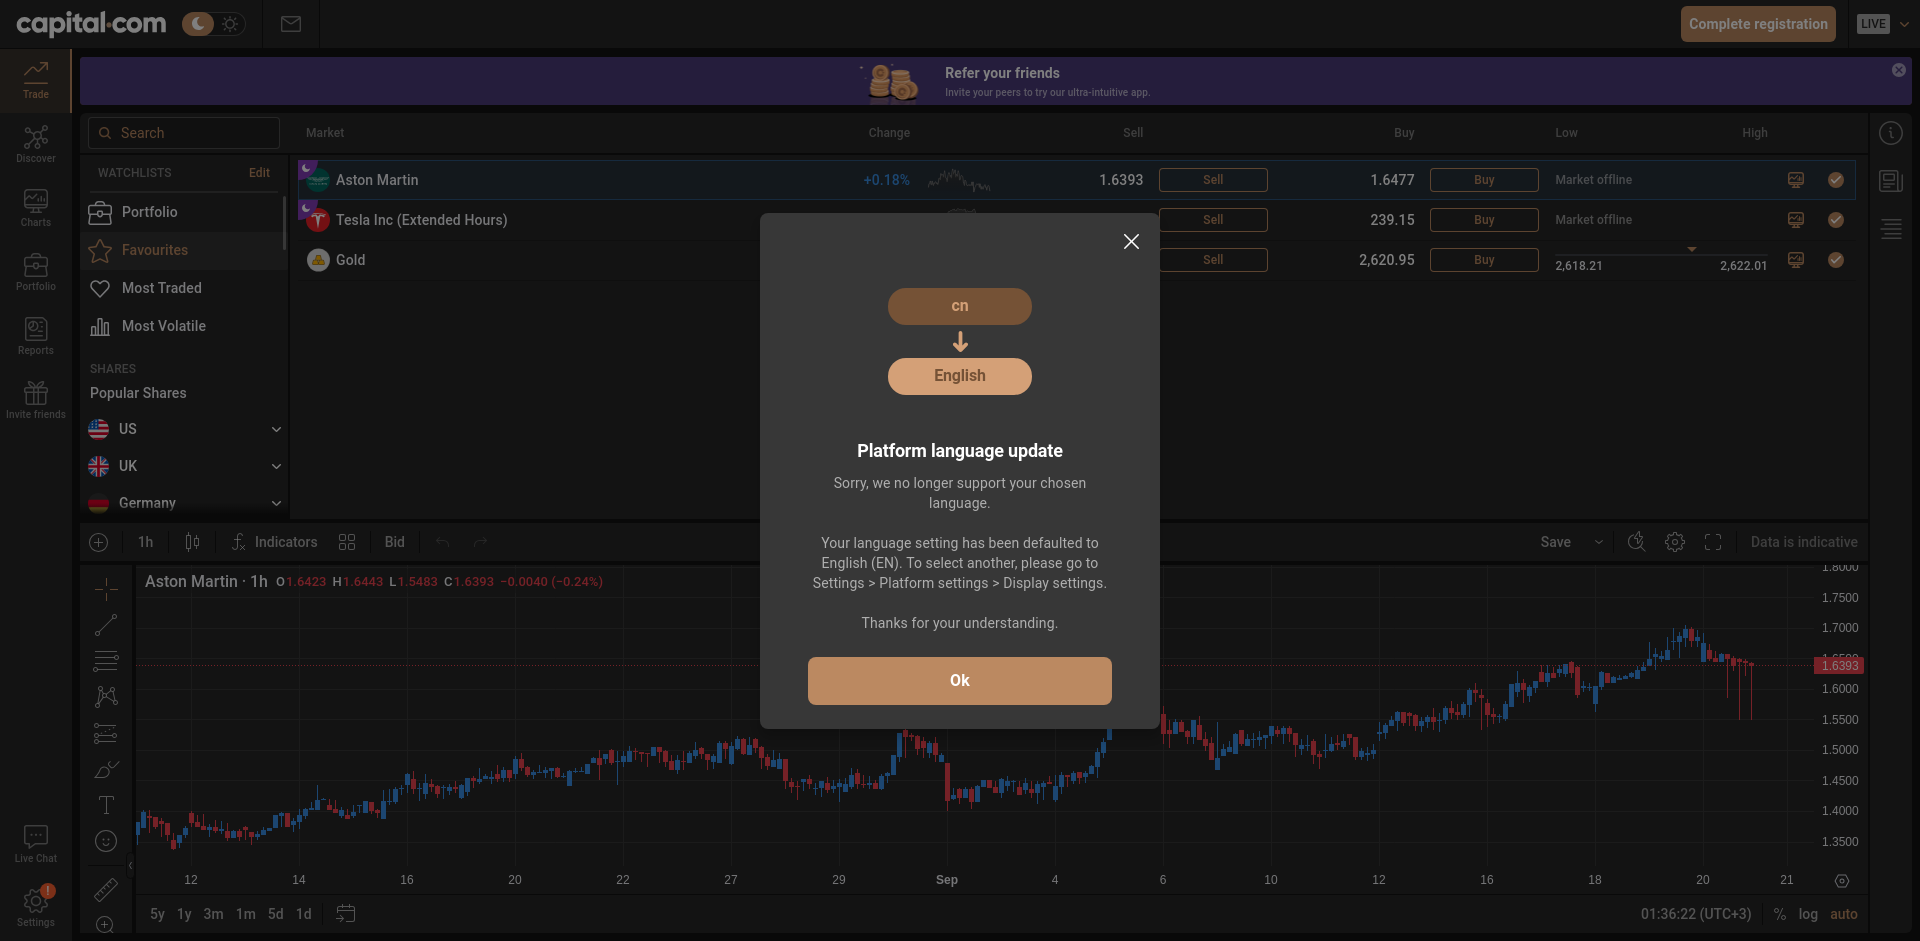 capital.com
Complete registration
LIVE
Trade
Discover
Charts
Portfolio
Reports
Invite friends
Live Chat
Settings
!
Refer your friends
Invite your peers to try our ultra-intuitive app.
Search
Market Change Sell Buy Low High
WATCHLISTS Edit
Portfolio
Favourites
Most Traded
Most Volatile
SHARES
Popular Shares
US
UK
Germany
Aston Martin +0.18% 1.6393 Sell 1.6477 Buy Market offline
Tesla Inc (Extended Hours) Sell 239.15 Buy Market offline
Gold Sell 2,620.95 Buy 2,618.21 2,622.01
cn
English
Platform language update
Sorry, we no longer support your chosen
language.
Your language setting has been defaulted to
English (EN). To select another, please go to
Settings > Platform settings > Display settings.
Thanks for your understanding.
Ok
1h Indicators Bid Save Data is indicative
Aston Martin · 1h O1.6423 H1.6443 L1.5483 C1.6393 −0.0040 (−0.24%)
1.8000
1.7500
1.7000
1.6393
1.6000
1.5500
1.5000
1.4500
1.4000
1.3500
12 14 16 20 22 27 29 Sep 4 6 10 12 16 18 20 21
5y 1y 3m 1m 5d 1d 01:36:22 (UTC+3) % log auto